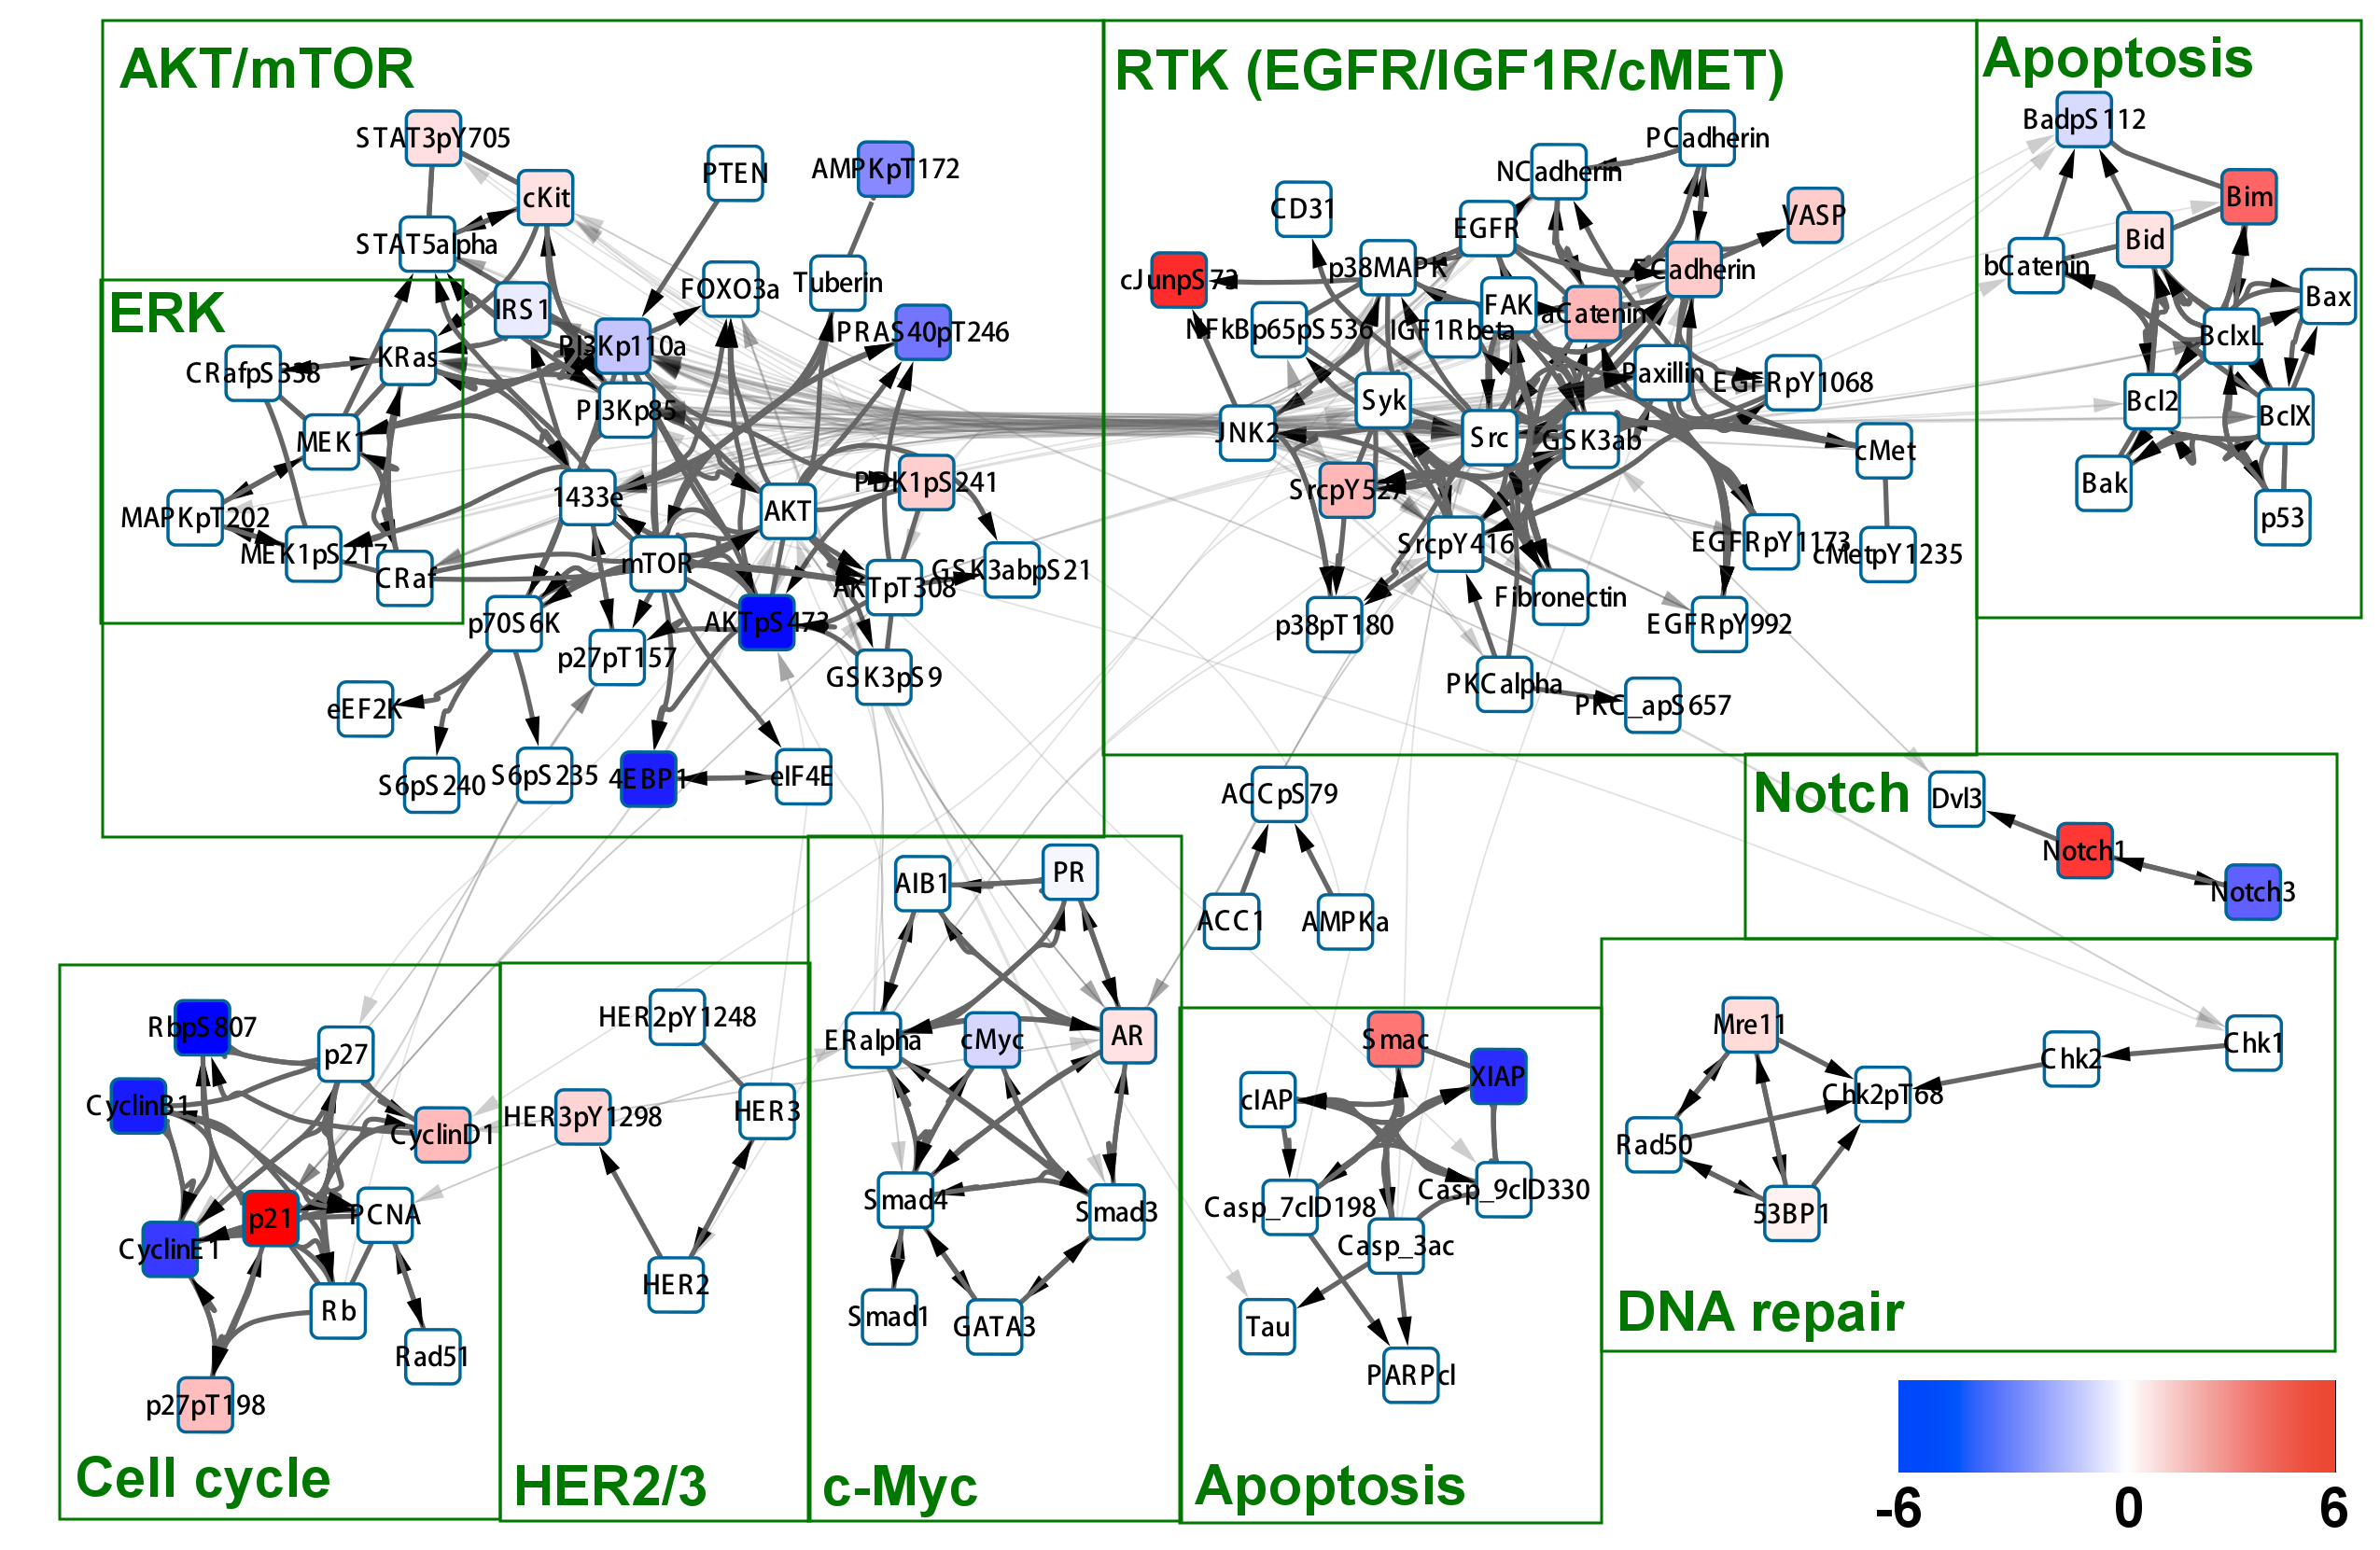 AKT/mTOR
STAT3pY705
cKit
STAT5alpha
PTEN
AMPKpT172
FOXO3a
Tuberin
IRS1
PI3Kp110a
PRAS40pT246
PI3Kp85
PDK1pS241
1433e
AKT
mTOR
AKTpT308
GSK3abpS21
p70S6K
p27pT157
AKTpS473
GSK3pS9
eEF2K
S6pS240
S6pS235
4EBP1
eIF4E
ERK
CRafpS338
KRas
MEK1
MAPKpT202
MEK1pS217
CRaf
RTK (EGFR/IGF1R/cMET)
PCadherin
NCadherin
CD31
EGFR
VASP
cJunpS73
p38MAPK
ECadherin
FAK
NFkBp65pS536
IGF1Rbeta
aCatenin
Paxillin
EGFRpY1068
Syk
JNK2
Src
GSK3ab
cMet
SrcpY527
SrcpY416
EGFRpY1173
cMetpY1235
Fibronectin
p38pT180
EGFRpY992
PKCalpha
PKC_apS657
Apoptosis
BadpS112
Bim
Bid
bCatenin
Bax
BclxL
Bcl2
BclX
Bak
p53
ACCpS79
ACC1
AMPKa
Notch
Dvl3
Notch1
Notch3
Cell cycle
RbpS807
p27
CyclinB1
CyclinD1
p21
PCNA
CyclinE1
Rb
Rad51
p27pT198
HER2/3
HER2pY1248
HER3pY1298
HER3
HER2
c-Myc
AIB1
PR
ERalpha
cMyc
AR
Smad4
Smad3
Smad1
GATA3
Apoptosis
Smac
XIAP
cIAP
Casp_7clD198
Casp_9clD330
Casp_3ac
Tau
PARPcl
DNA repair
Mre11
Chk1
Chk2
Chk2pT68
Rad50
53BP1
-6 0 6